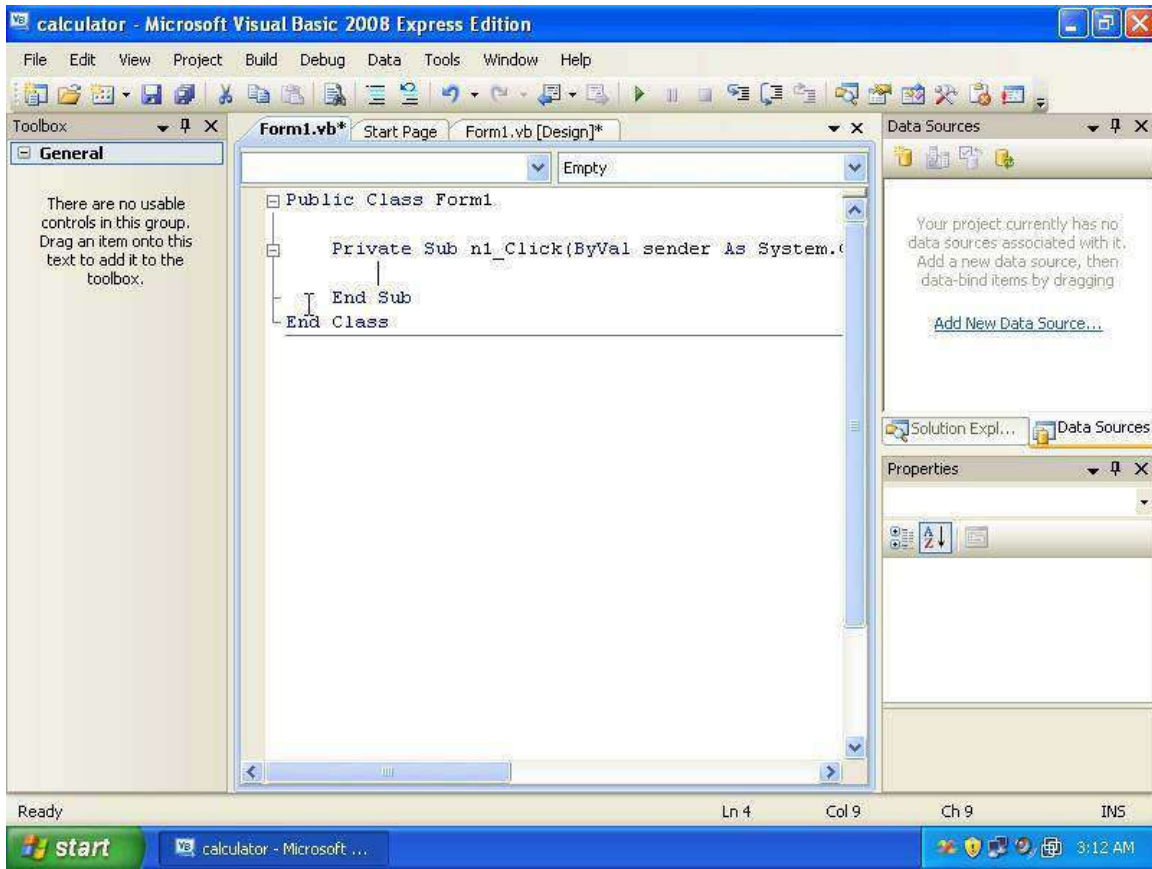 calculator - Microsoft Visual Basic 2008 Express Edition
File Edit View Project Build Debug Data Tools Window Help
Toolbox
General
There are no usable
controls in this group.
Drag an item onto this
text to add it to the
toolbox.
Form1.vb* Start Page Form1.vb [Design]*
Empty
Public Class Form1
Private Sub n1_Click(ByVal sender As System.
End Sub
End Class
Data Sources
Your project currently has no
data sources associated with it.
Add a new data source, then
data-bind items by dragging
Add New Data Source...
Solution Expl... Data Sources
Properties
Ready Ln 4 Col 9 Ch 9 INS
start calculator - Microsoft ... 3:12 AM